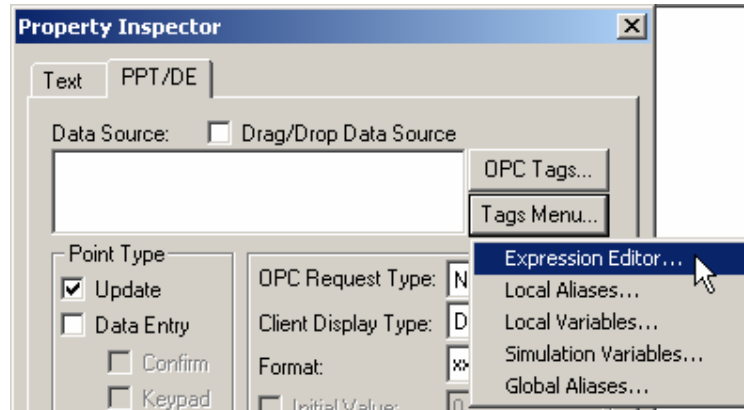 Property Inspector
Text PPT/DE
Data Source: Drag/Drop Data Source
OPC Tags...
Tags Menu...
Point Type
Expression Editor...
Update
OPC Request Type: N
Local Aliases...
Data Entry
Client Display Type: D
Local Variables...
Confirm
Format:
Simulation Variables...
Keypad
Initial Value: 0
Global Aliases...